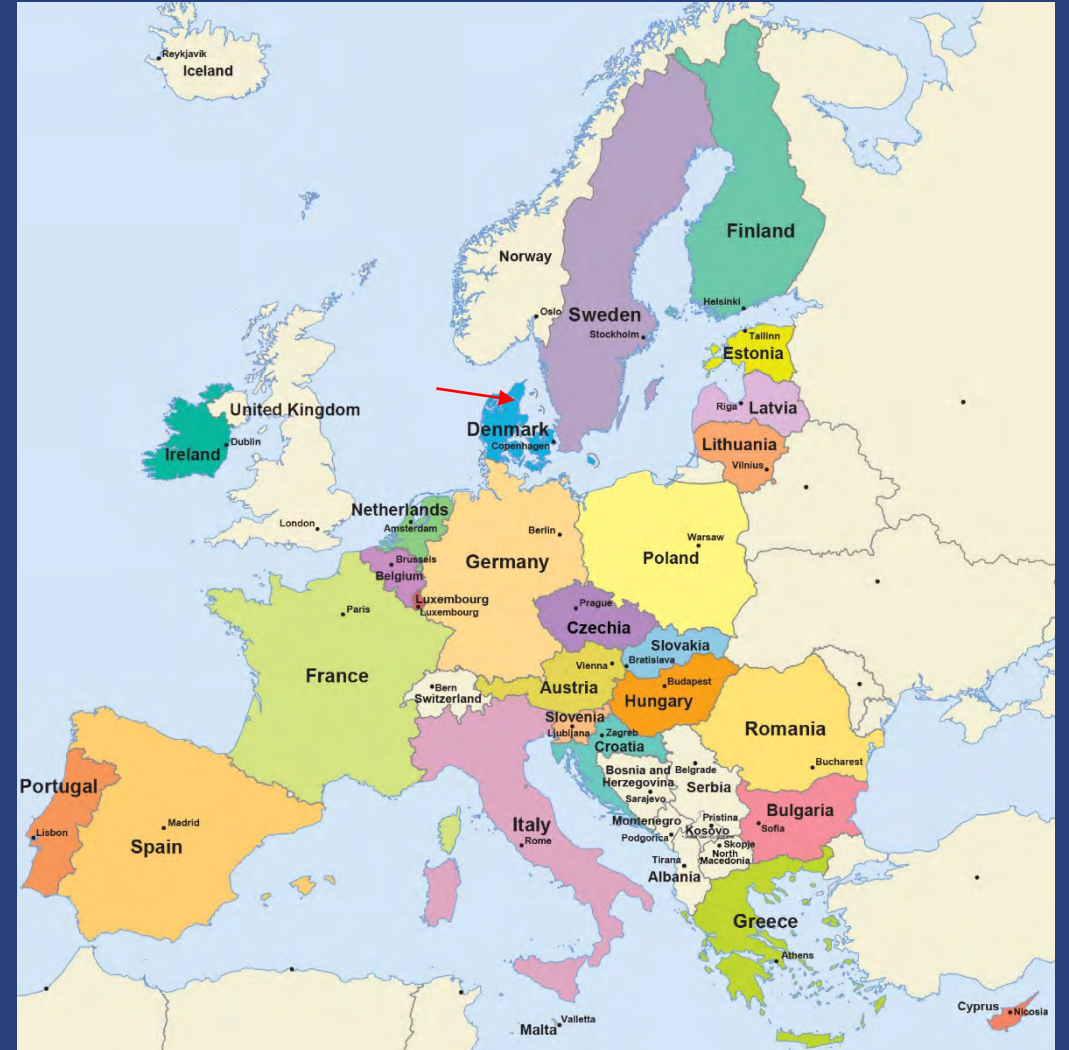 Reykjavík
Iceland
Finland
Norway
Helsinki
Oslo
Sweden
Stockholm
Tallinn
Estonia
Riga
Latvia
United Kingdom
Denmark
Copenhagen
Dublin
Ireland
Lithuania
Vilnius
Netherlands
Amsterdam
London
Berlin
Warsaw
Poland
Germany
Brussels
Belgium
Luxembourg
Luxembourg
Paris
Prague
Czechia
Slovakia
Bratislava
Vienna
France
Austria
Bern
Switzerland
Budapest
Hungary
Slovenia
Ljubljana
Zagreb
Croatia
Romania
Bucharest
Bosnia and
Herzegovina
Sarajevo
Belgrade
Serbia
Portugal
Lisbon
Madrid
Spain
Italy
Rome
Montenegro
Podgorica
Pristina
Kosovo
Bulgaria
Sofia
Skopje
North
Macedonia
Tirana
Albania
Greece
Athens
Cyprus
Nicosia
Valletta
Malta